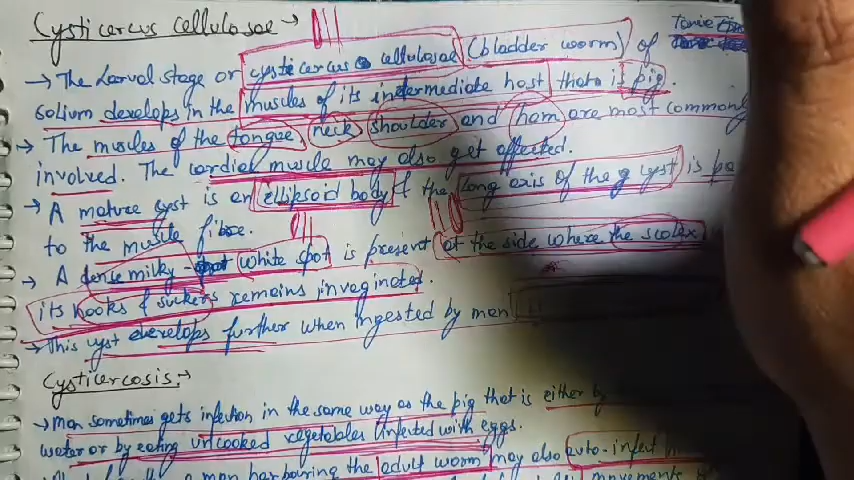 Cysticercus cellulosae →
→ The Larval stage or cysticercus cellulosae (bladder worm) of
solium develops in the muscles of its intermediate host that is pig.
→ The muscles of the tongue neck shoulder and ham are most commonly
involved. The cardial muscle may also get affected.
→ A mature cyst is an ellipsoid body & the long axis of the cyst is
to the muscle fibre.
→ A dense milky - white spot is present at the side where the scolex
its hooks & suckers remains invaginated.
→ This cyst develops further when ingested by man
Cysticercosis:→
→ Man sometimes gets infection in the same way as the pig that is either by
water or by eating uncooked vegetables infected with eggs.
a man harbouring the adult worm may also auto-infect
movements